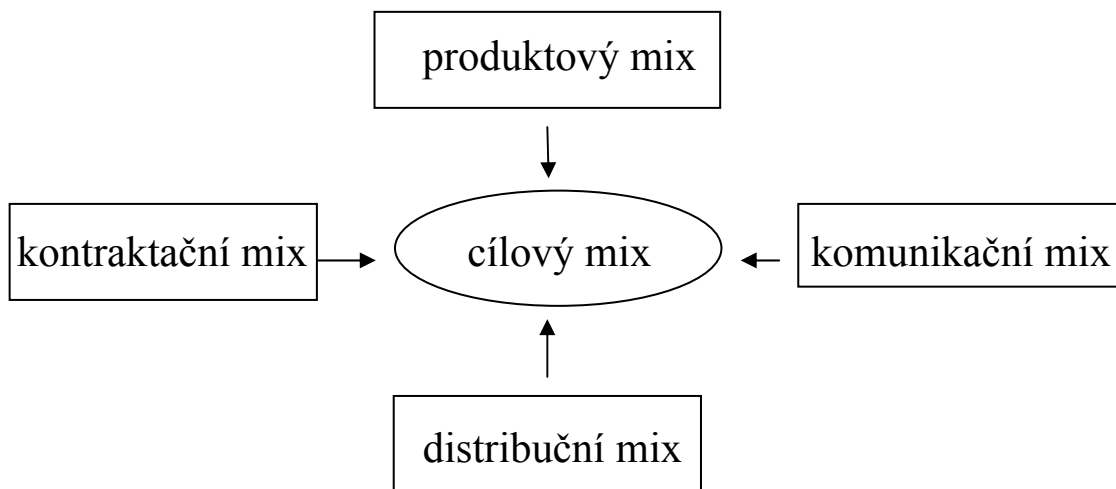 produktový mix
kontraktační mix
cílový mix
komunikační mix
distribuční mix